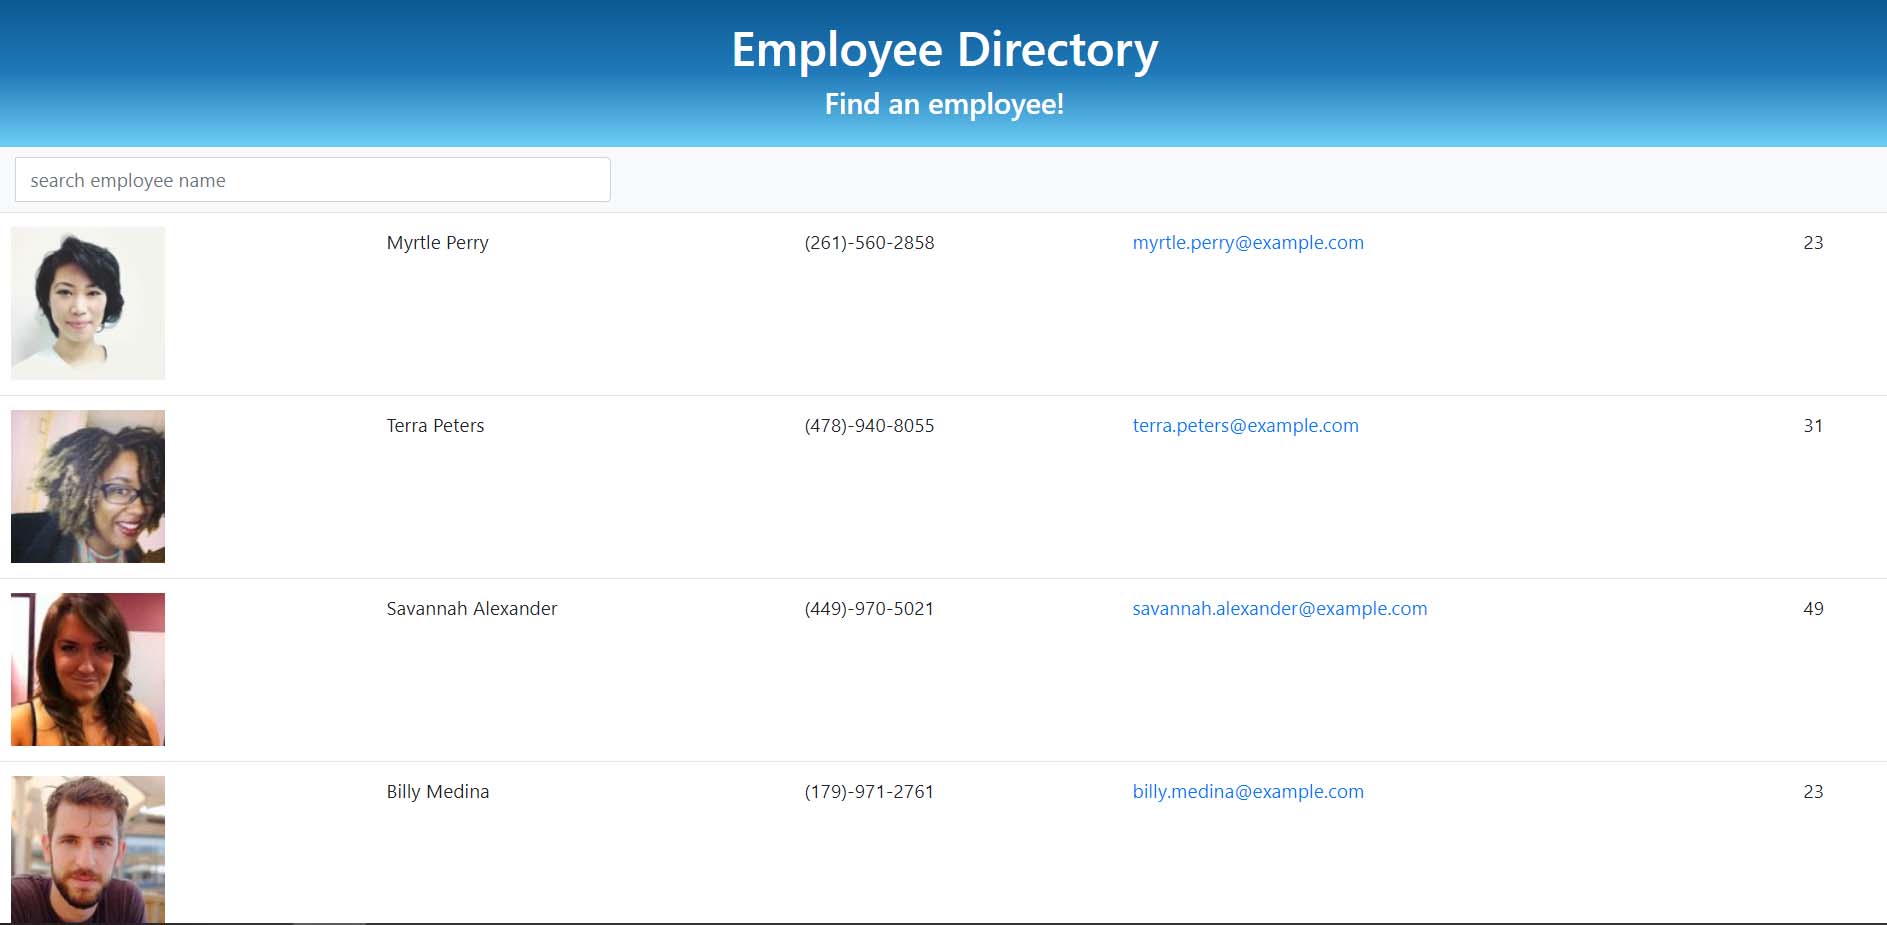 Employee Directory
Find an employee!
search employee name
Myrtle Perry (261)-560-2858 myrtle.perry@example.com 23
Terra Peters (478)-940-8055 terra.peters@example.com 31
Savannah Alexander (449)-970-5021 savannah.alexander@example.com 49
Billy Medina (179)-971-2761 billy.medina@example.com 23